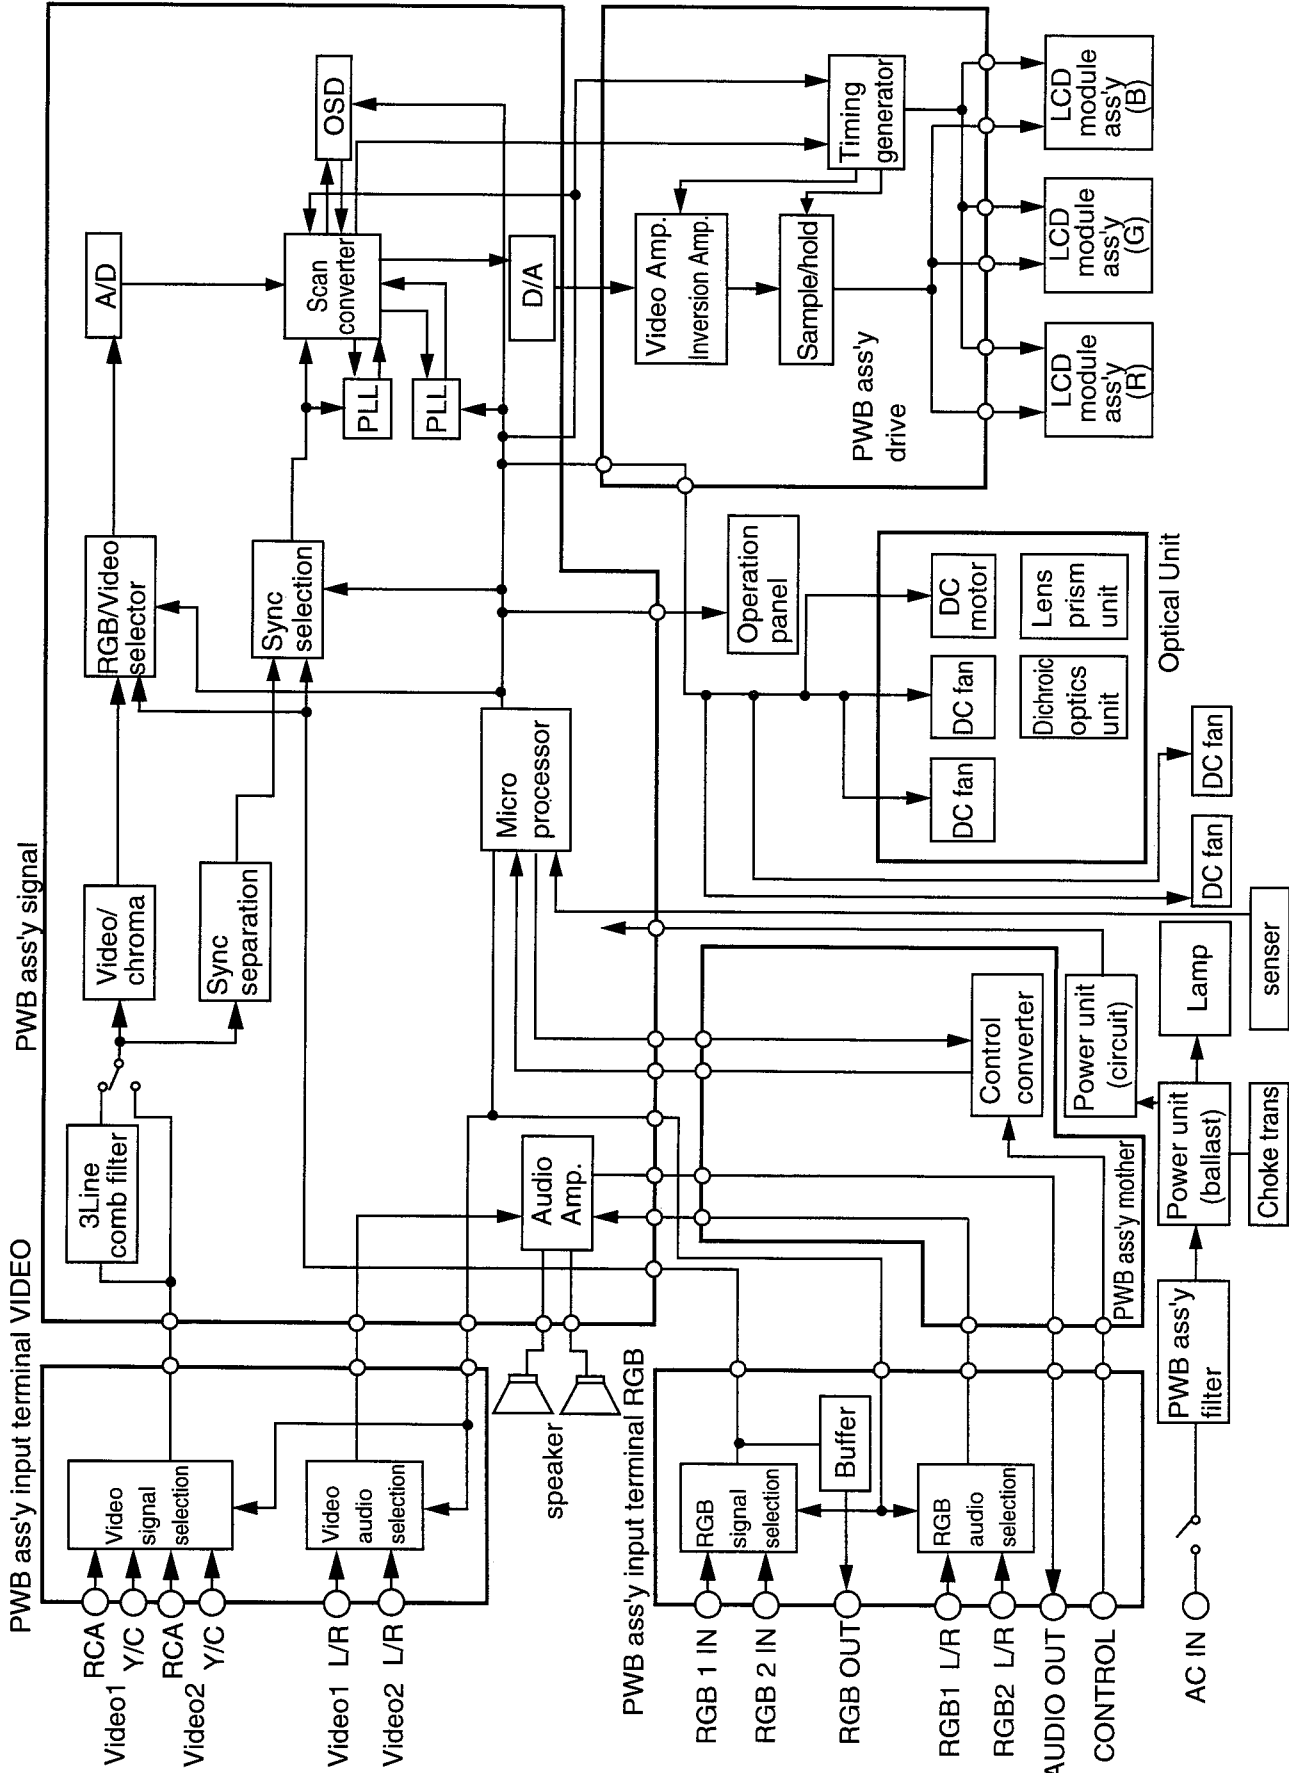 PWB ass'y input terminal VIDEO
Video1
RCA
Y/C
Video2
RCA
Y/C
Video1 L/R
Video2 L/R
Video
signal
selection
Video
audio
selection
speaker
PWB ass'y signal
3Line
comb filter
Video/
chroma
Sync
separation
RGB/Video
selector
Sync
selection
A/D
Scan
converter
OSD
PLL
PLL
D/A
Micro
processor
Audio
Amp.
PWB ass'y input terminal RGB
RGB 1 IN
RGB 2 IN
RGB OUT
RGB1 L/R
RGB2 L/R
AUDIO OUT
CONTROL
RGB
signal
selection
Buffer
RGB
audio
selection
PWB ass'y mother
Control
converter
Operation
panel
PWB ass'y
drive
Video Amp.
Inversion Amp.
Sample/hold
Timing
generator
LCD
module
ass'y
(R)
LCD
module
ass'y
(G)
LCD
module
ass'y
(B)
Optical Unit
DC fan
DC fan
DC
motor
Dichroic
optics
unit
Lens
prism
unit
DC fan
DC fan
AC IN
PWB ass'y
filter
Power unit
(ballast)
Choke trans
Power unit
(circuit)
Lamp
senser